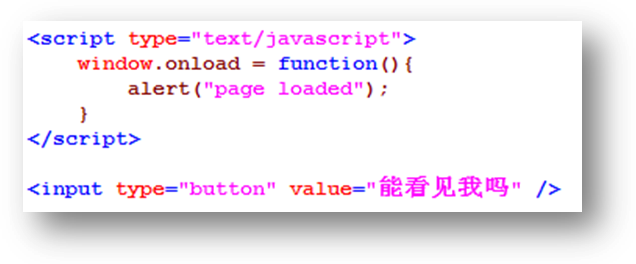 <script type="text/javascript">
window.onload = function(){
alert("page loaded");
}
</script>
<input type="button" value="能看见我吗" />